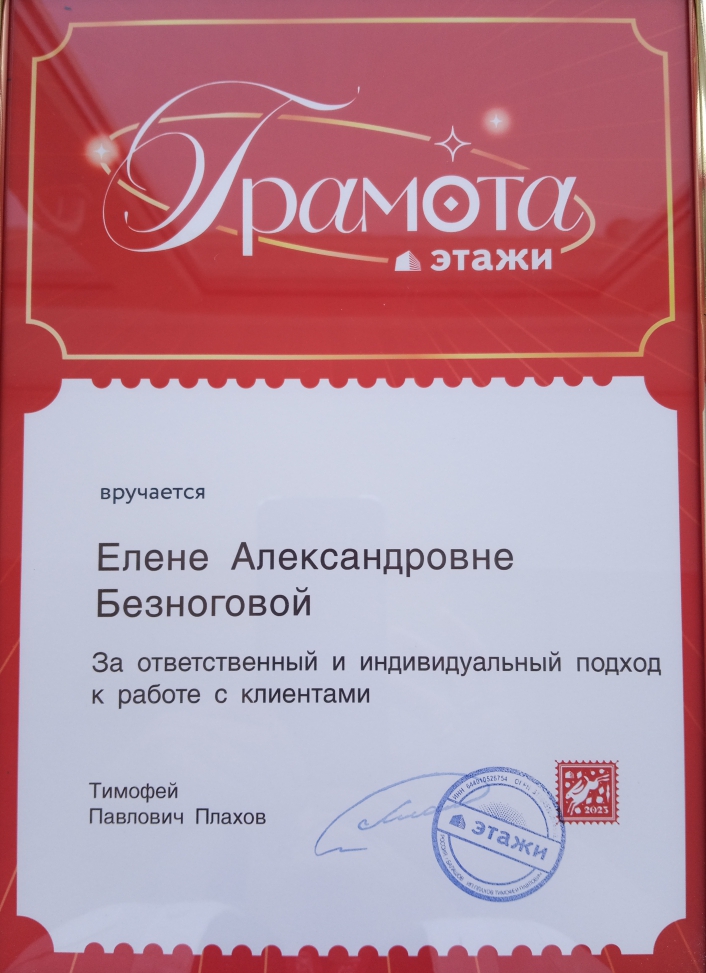 Грамота
этажи
вручается
Елене Александровне
Безноговой
За ответственный и индивидуальный подход
к работе с клиентами
Тимофей
Павлович Плахов
этажи
2023